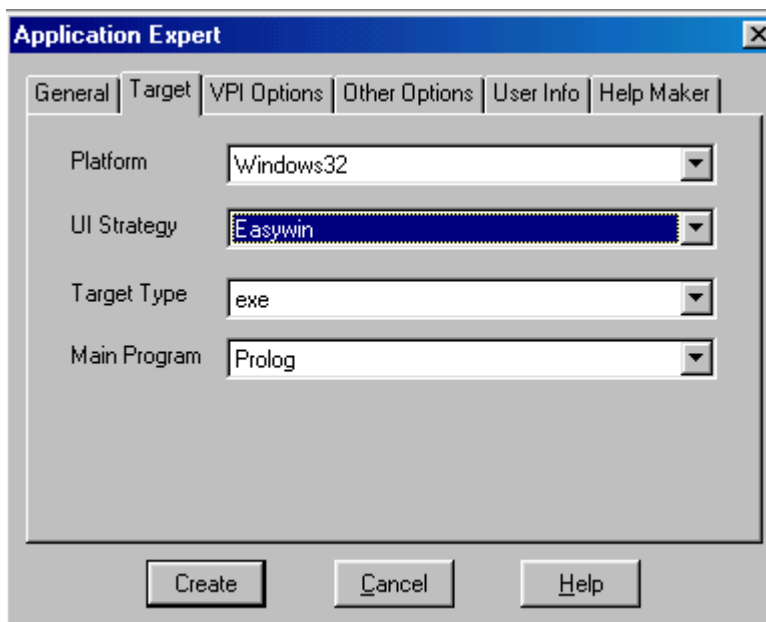 Application Expert
General Target VPI Options Other Options User Info Help Maker
Platform Windows32
UI Strategy Easywin
Target Type exe
Main Program Prolog
Create Cancel Help